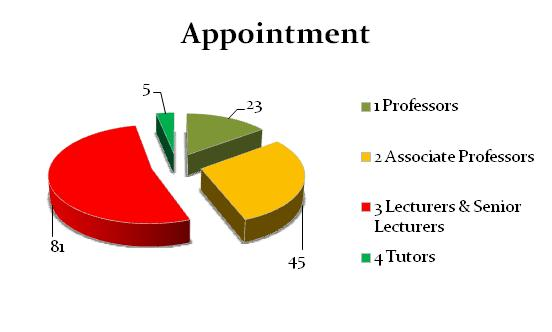 Appointment
5
23
81
45
1 Professors
2 Associate Professors
3 Lecturers & Senior
Lecturers
4 Tutors